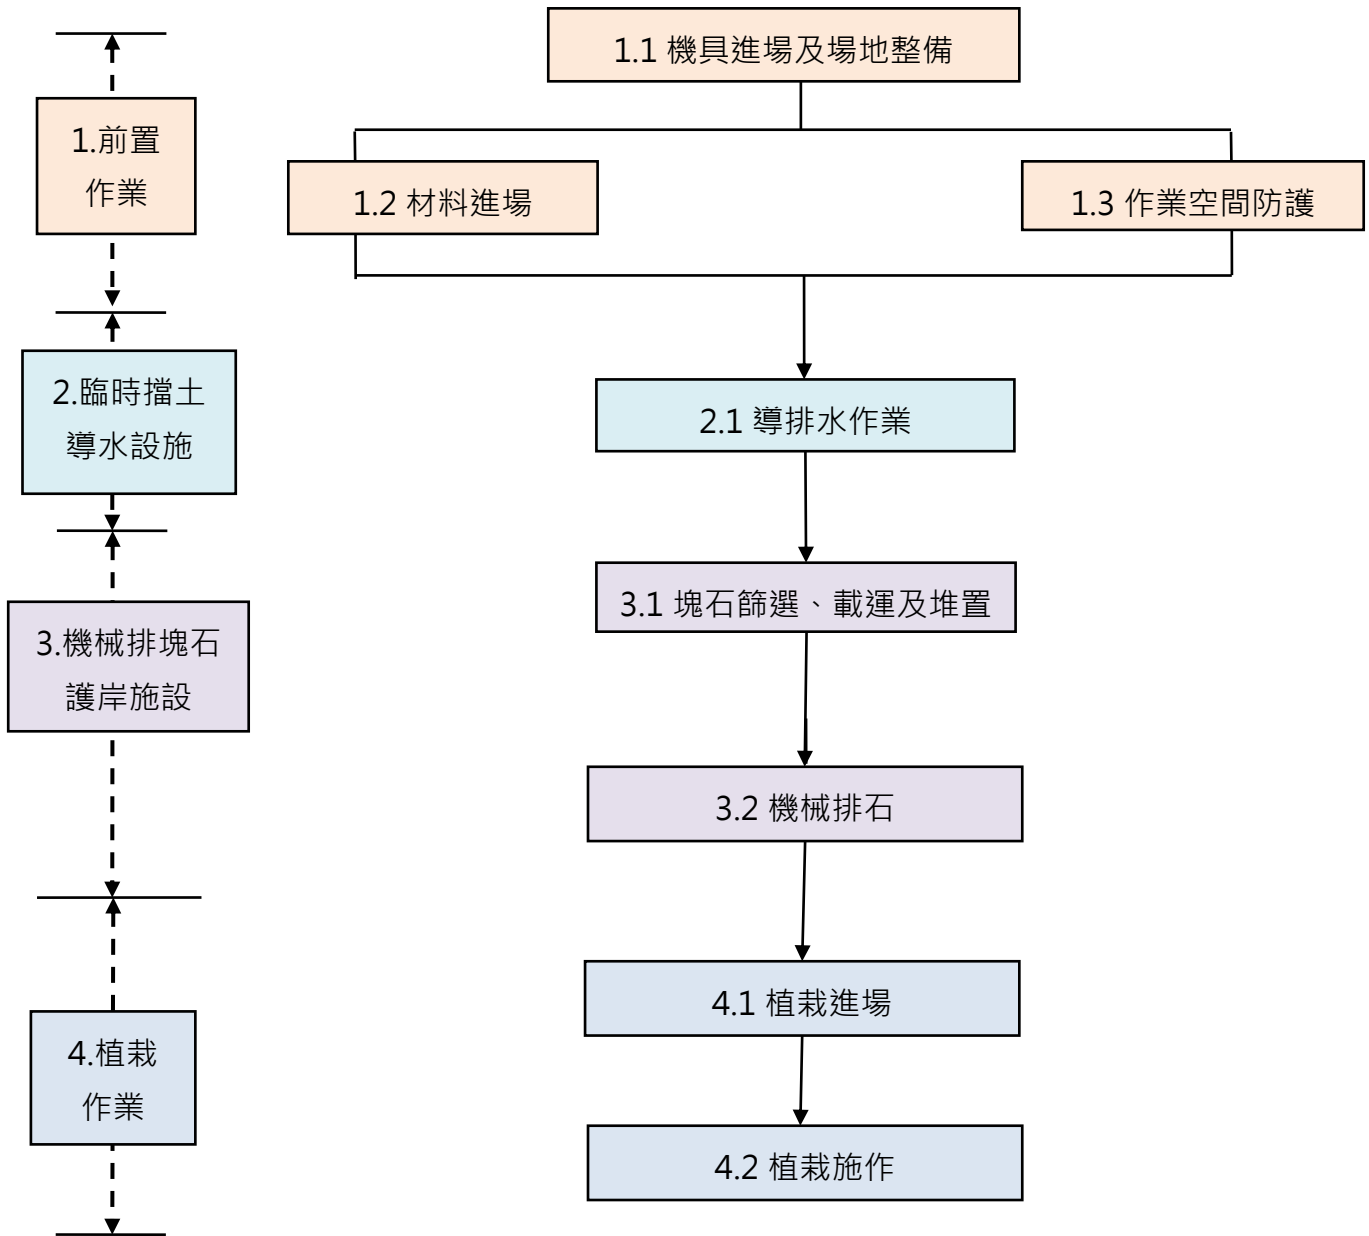 1.1 機具進場及場地整備
1.前置
作業
1.2 材料進場
1.3 作業空間防護
2.臨時擋土
導水設施
2.1 導排水作業
3.機械排塊石
護岸施設
3.1 塊石篩選、載運及堆置
3.2 機械排石
4.植栽
作業
4.1 植栽進場
4.2 植栽施作